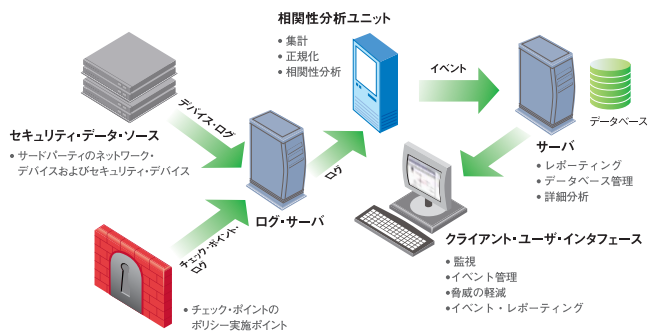 相関性分析ユニット
• 集計
• 正規化
• 相関性分析
イベント
データベース
デバイス・ログ
セキュリティ・データ・ソース
• サードパーティのネットワーク・
デバイスおよびセキュリティ・デバイス
サーバ
• レポーティング
• データベース管理
• 詳細分析
ログ
ログ・サーバ
チェック・ポイント・
ログ
クライアント・ユーザ・インタフェース
• 監視
• イベント管理
• 脅威の軽減
• イベント・レポーティング
• チェック・ポイントの
ポリシー実施ポイント